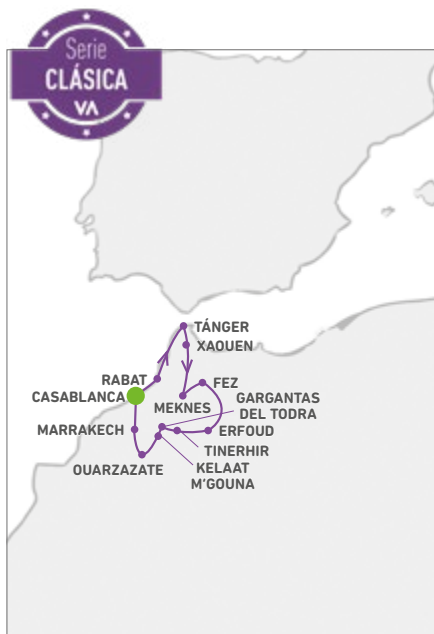 Serie
CLÁSICA
VA
TÁNGER
XAOUEN
RABAT
CASABLANCA
FEZ
MEKNES
GARGANTAS
DEL TODRA
MARRAKECH
ERFOUD
TINERHIR
OUARZAZATE
KELAAT
M'GOUNA